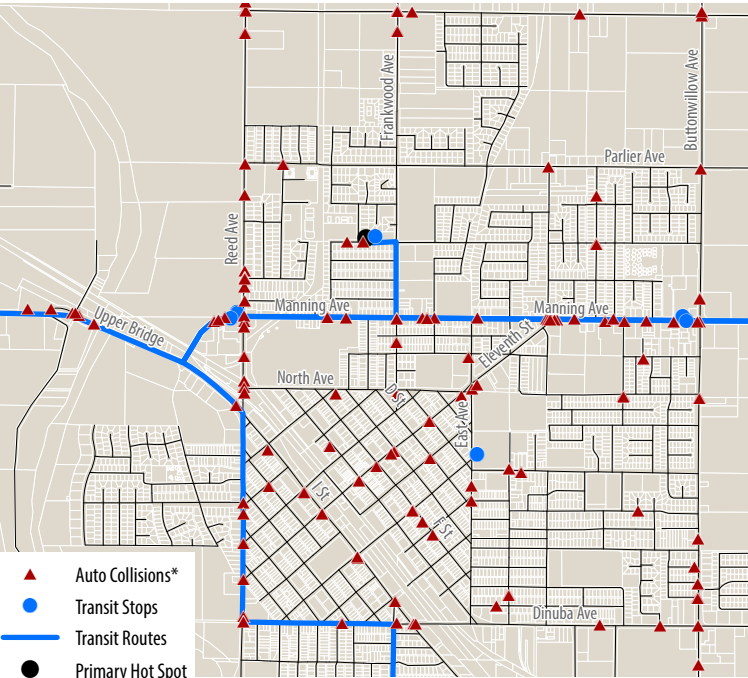 Frankwood Ave
Buttonwillow Ave
Parlier Ave
Reed Ave
Manning Ave
Manning Ave
Upper Bridge
Eleventh St
North Ave
D St
East Ave
I St
F St
Dinuba Ave
Auto Collisions*
Transit Stops
Transit Routes
Primary Hot Spot